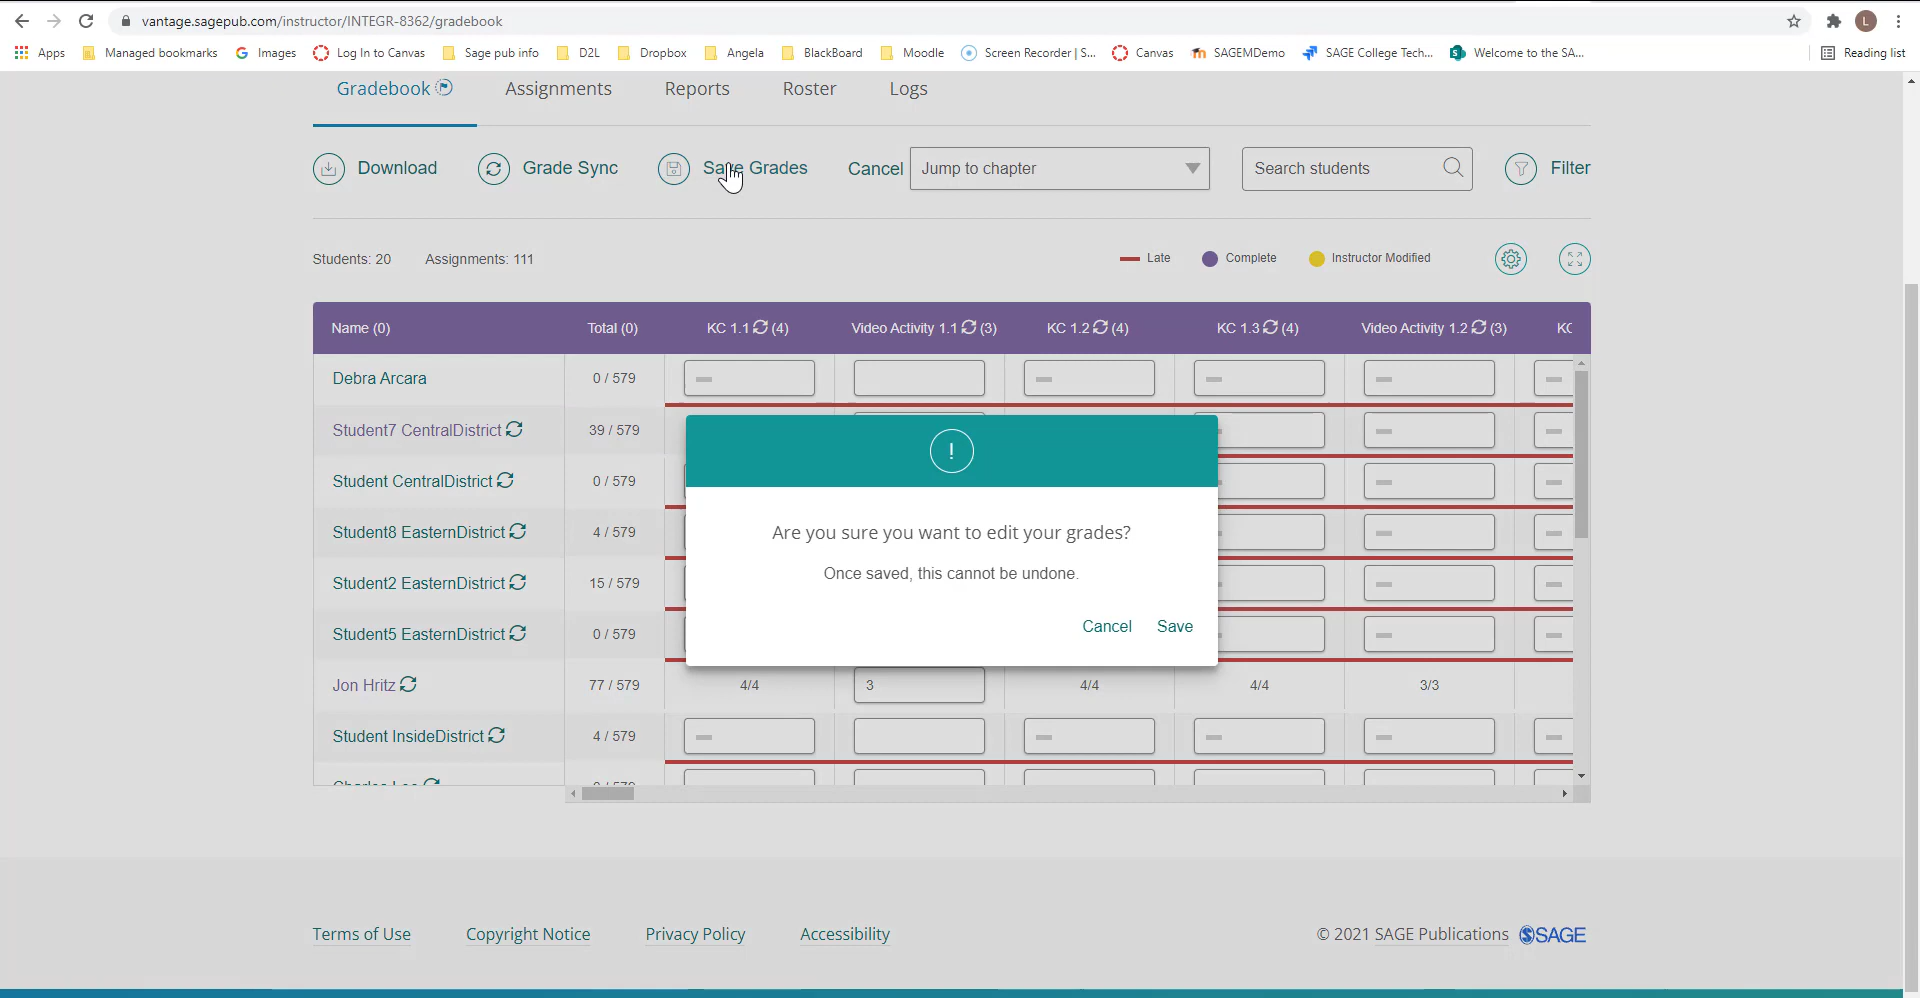 vantage.sagepub.com/instructor/INTEGR-8362/gradebook
L
Apps Managed bookmarks Images Log In to Canvas Sage pub info D2L Dropbox Angela BlackBoard Moodle Screen Recorder | S... Canvas SAGEMDemo SAGE College Tech... Welcome to the SA... Reading list
Gradebook Assignments Reports Roster Logs
Download Grade Sync Save Grades Cancel Jump to chapter Search students Filter
Students: 20 Assignments: 111 Late Complete Instructor Modified
Name (0) Total (0) KC 1.1 (4) Video Activity 1.1 (3) KC 1.2 (4) KC 1.3 (4) Video Activity 1.2 (3)
Debra Arcara 0 / 579
Student7 CentralDistrict 39 / 579
Student CentralDistrict 0 / 579
Student8 EasternDistrict 4 / 579
Student2 EasternDistrict 15 / 579
Student5 EasternDistrict 0 / 579
Jon Hritz 77 / 579 4/4 3 4/4 4/4 3/3
Student InsideDistrict 4 / 579
!
Are you sure you want to edit your grades?
Once saved, this cannot be undone.
Cancel Save
Terms of Use Copyright Notice Privacy Policy Accessibility © 2021 SAGE Publications SAGE